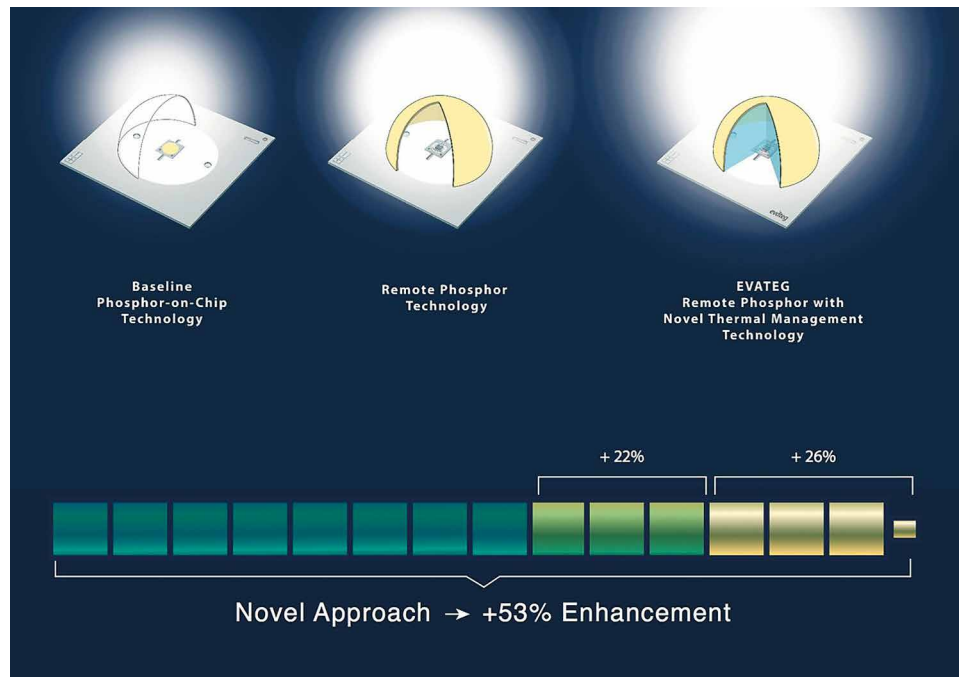 Baseline
Phosphor-on-Chip
Technology
Remote Phosphor
Technology
evateg
EVATEG
Remote Phosphor with
Novel Thermal Management
Technology
+ 22%
+ 26%
Novel Approach → +53% Enhancement